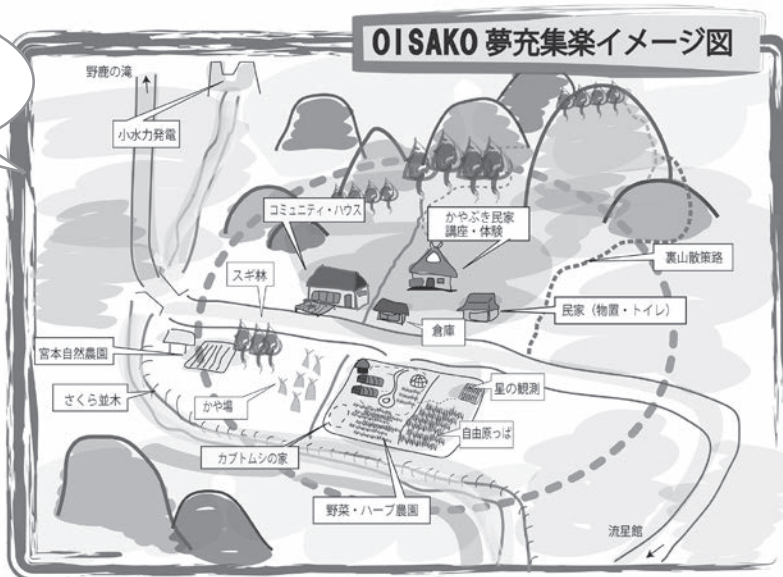 OISAKO 夢充集楽イメージ図
野鹿の滝
小水力発電
コミュニティ・ハウス
かやぶき民家
講座・体験
裏山散策路
スギ林
倉庫
民家（物置・トイレ）
宮本自然農園
さくら並木
かや場
星の観測
自由原っぱ
カブトムシの家
野菜・ハーブ農園
流星館